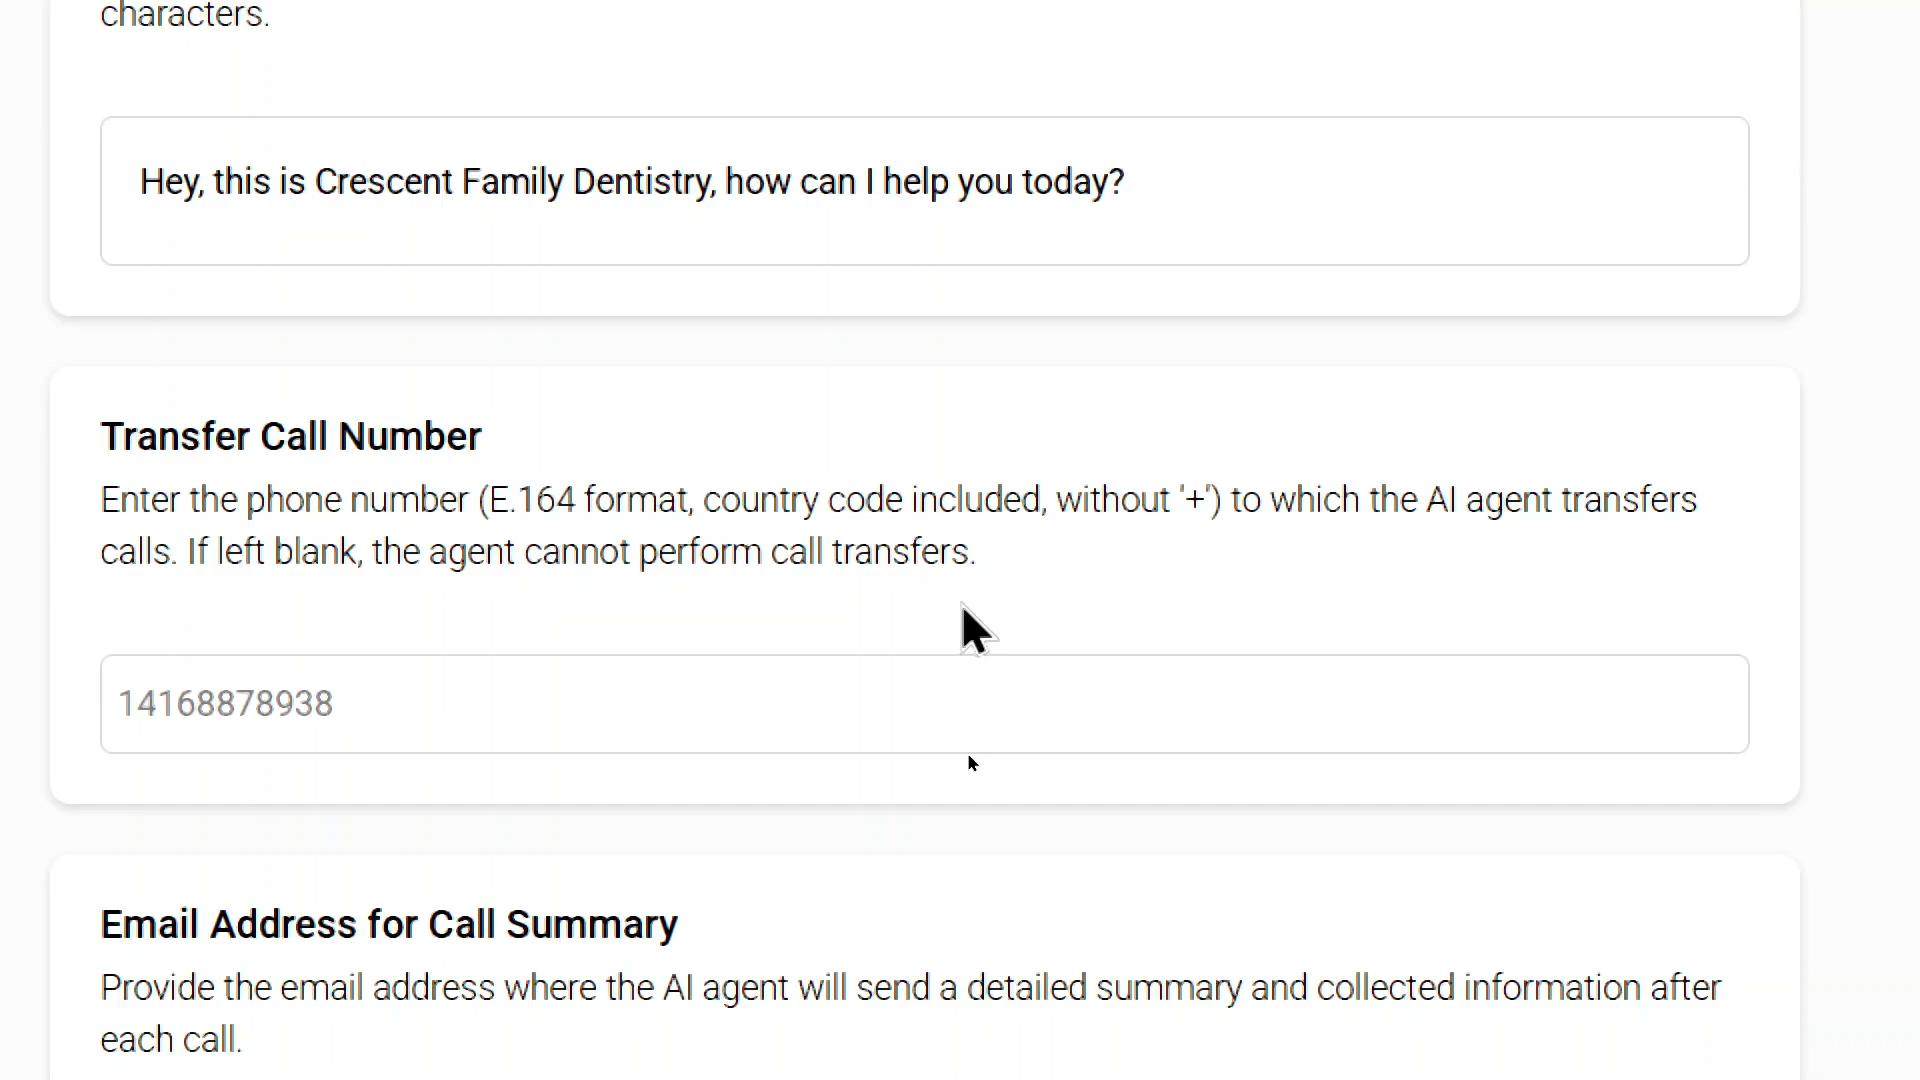 characters.
Hey, this is Crescent Family Dentistry, how can I help you today?
Transfer Call Number
Enter the phone number (E.164 format, country code included, without '+') to which the AI agent transfers
calls. If left blank, the agent cannot perform call transfers.
14168878938
Email Address for Call Summary
Provide the email address where the AI agent will send a detailed summary and collected information after
each call.